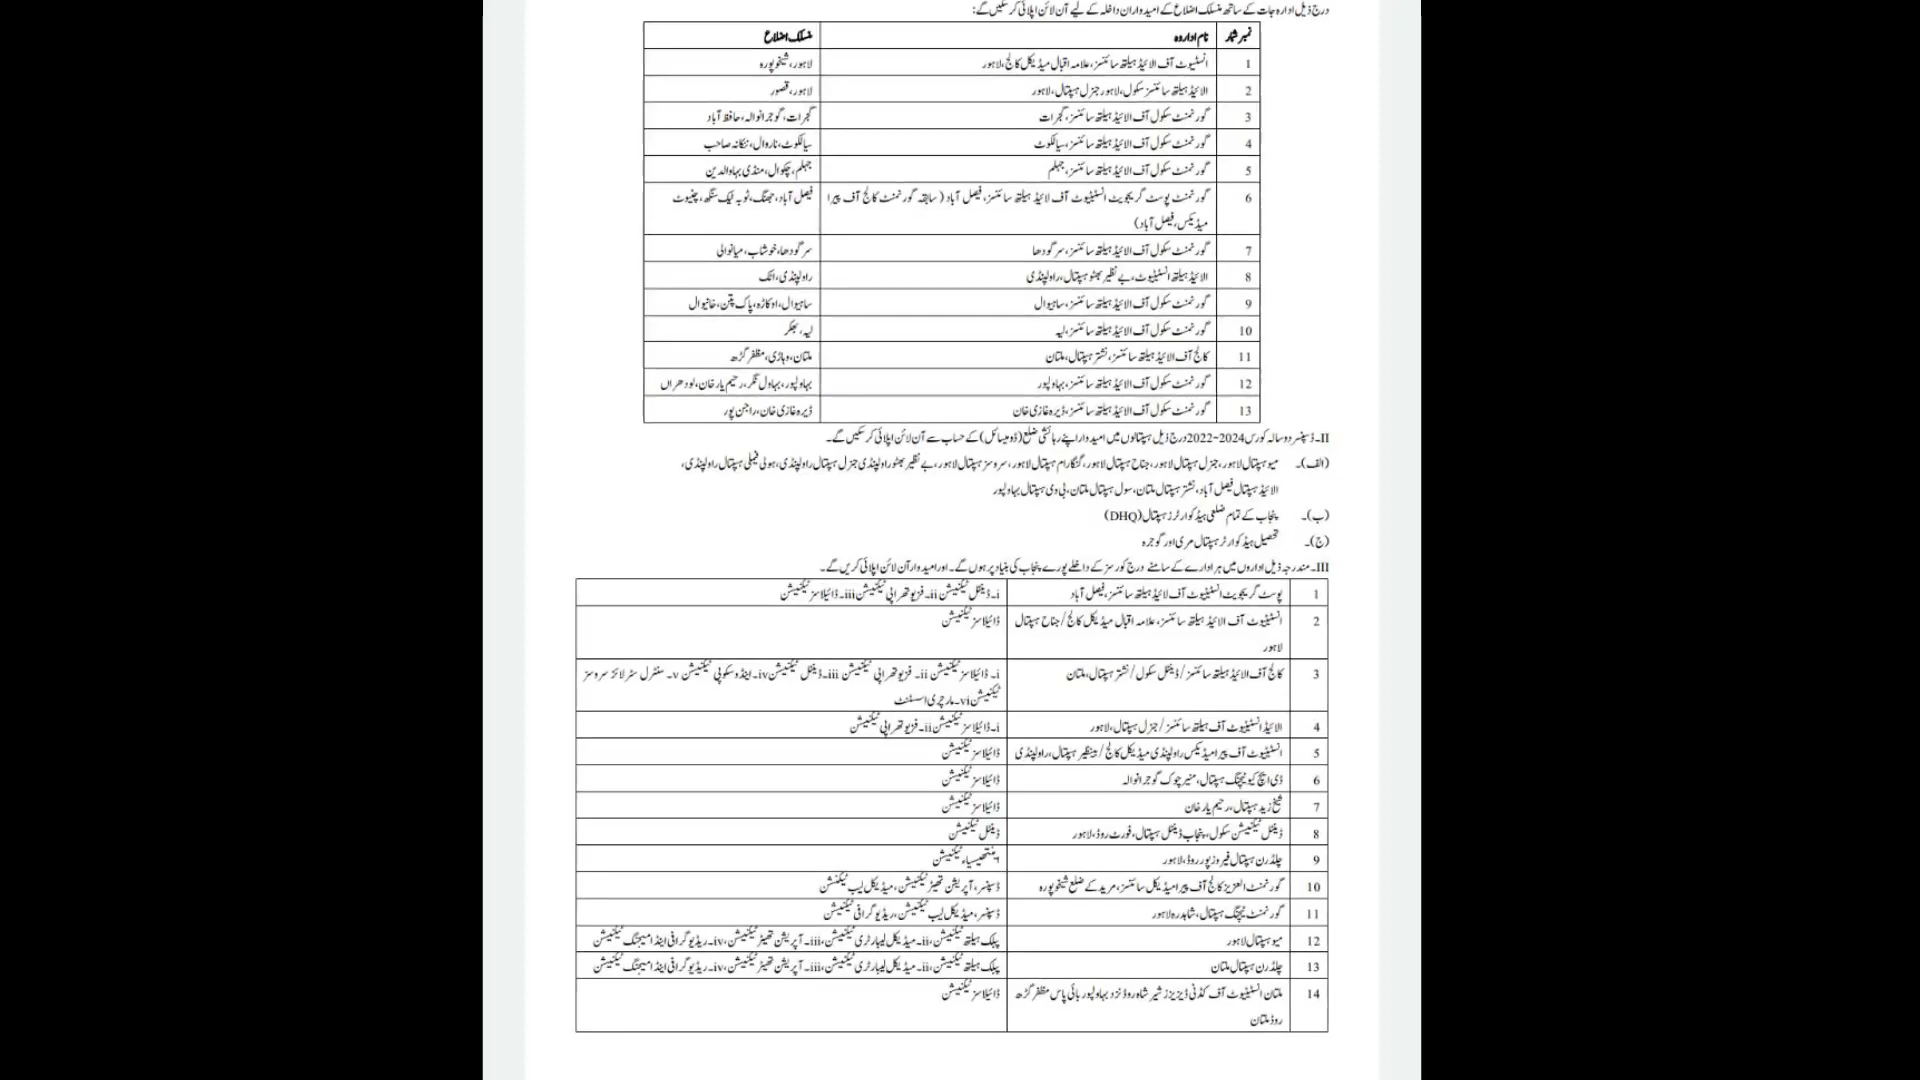 درج ذیل ادارہ جات کے ساتھ منسلک اضلاع کے امیدواران داخلہ کے لیے آن لائن اپلائی کر سکیں گے:
نمبر شمار نام ادارہ منسلک اضلاع
1 انسٹیوٹ آف الائیڈ ہیلتھ سائنسز، علامہ اقبال میڈیکل کالج، لاہور لاہور، شیخوپورہ
2 الائیڈ ہیلتھ سائنسز سکول، لاہور جنرل ہسپتال، لاہور لاہور، قصور
3 گورنمنٹ سکول آف الائیڈ ہیلتھ سائنسز، گجرات گجرات، گوجرانوالہ، حافظ آباد
4 گورنمنٹ سکول آف الائیڈ ہیلتھ سائنسز، سیالکوٹ سیالکوٹ، ناروال، ننکانہ صاحب
5 گورنمنٹ سکول آف الائیڈ ہیلتھ سائنسز، جہلم جہلم، چکوال، منڈی بہاوالدین
6 گورنمنٹ پوسٹ گریجویٹ انسٹیٹیوٹ آف لائیڈ ہیلتھ سائنسز، فیصل آباد (سابقہ گورنمنٹ کالج آف پیرا فیصل آباد، جھنگ، ٹوبہ ٹیک سنگھ، چنیوٹ
میڈیکس، فیصل آباد)
7 گورنمنٹ سکول آف الائیڈ ہیلتھ سائنسز، سرگودھا سرگودھا، خوشاب، میانوالی
8 الائیڈ ہیلتھ انسٹیٹیوٹ، بے نظیر بھٹو ہسپتال، راولپنڈی راولپنڈی، اٹک
9 گورنمنٹ سکول آف الائیڈ ہیلتھ سائنسز، ساہیوال ساہیوال، اوکاڑہ، پاک پتن، خانیوال
10 گورنمنٹ سکول آف الائیڈ ہیلتھ سائنسز، لیہ لیہ، بھکر
11 کالج آف الائیڈ ہیلتھ سائنسز، نشتر ہسپتال، ملتان ملتان، وہاڑی، مظفر گڑھ
12 گورنمنٹ سکول آف الائیڈ ہیلتھ سائنسز، بہاولپور بہاولپور، بہاول نگر، رحیم یار خان، لودھراں
13 گورنمنٹ سکول آف الائیڈ ہیلتھ سائنسز، ڈیرہ غازی خان ڈیرہ غازی خان، راجن پور
II۔ ڈسپنسر دو سالہ کورس 2024-2022 درج ذیل ہسپتالوں میں امیدوار اپنے رہائشی ضلع (ڈومیسائل) کے حساب سے آن لائن اپلائی کر سکیں گے۔
(الف)۔ میو ہسپتال لاہور، جنرل ہسپتال لاہور، جناح ہسپتال لاہور، گنگارام ہسپتال لاہور، سروسز ہسپتال لاہور، بے نظیر بھٹو راولپنڈی جنرل ہسپتال راولپنڈی، ہولی فیملی ہسپتال راولپنڈی،
الائیڈ ہسپتال فیصل آباد، نشتر ہسپتال ملتان، سول ہسپتال ملتان، بی وی ہسپتال بہاولپور
(ب)۔ پنجاب کے تمام ضلعی ہیڈ کوارٹرز ہسپتال (DHQ)
(ج)۔ تحصیل ہیڈ کوارٹر ہسپتال مری اور گوجرہ
III۔ مندرجہ ذیل اداروں میں ہر ادارے کے سامنے درج کورسز کے داخلے پورے پنجاب کی بنیاد پر ہوں گے۔ اور امیدوار آن لائن اپلائی کریں گے۔
1 پوسٹ گریجویٹ انسٹیٹیوٹ آف لائیڈ ہیلتھ سائنسز، فیصل آباد i۔ ڈینٹل ٹیکنیشن ii۔ فزیوتھراپی ٹیکنیشن iii۔ ڈائیلاسز ٹیکنیشن
2 انسٹیٹیوٹ آف الائیڈ ہیلتھ سائنسز، علامہ اقبال میڈیکل کالج / جناح ہسپتال ڈائیلاسز ٹیکنیشن
لاہور
3 کالج آف الائیڈ ہیلتھ سائنسز / ڈینٹل سکول / نشتر ہسپتال، ملتان i۔ ڈائیلاسز ٹیکنیشن ii۔ فزیوتھراپی ٹیکنیشن iii۔ ڈینٹل ٹیکنیشن iv۔ اینڈوسکوپی ٹیکنیشن v۔ سنٹرل سٹرلائز سروسز
ٹیکنیشن vi۔ مارچری اسسٹنٹ
4 الائیڈ انسٹیٹیوٹ آف ہیلتھ سائنسز / جنرل ہسپتال، لاہور i۔ ڈائیلاسز ٹیکنیشن ii۔ فزیوتھراپی ٹیکنیشن
5 انسٹیٹیوٹ آف پیرامیڈیکس راولپنڈی میڈیکل کالج / بینظیر ہسپتال، راولپنڈی ڈائیلاسز ٹیکنیشن
6 ڈی ایچ کیو ٹیچنگ ہسپتال، منیر چوک گوجرانوالہ ڈائیلاسز ٹیکنیشن
7 شیخ زید ہسپتال، رحیم یار خان ڈائیلاسز ٹیکنیشن
8 ڈینٹل ٹیکنیشن سکول، پنجاب ڈینٹل ہسپتال، فورٹ روڈ، لاہور ڈینٹل ٹیکنیشن
9 چلڈرن ہسپتال فیروز پور روڈ، لاہور اینستھیسیاء ٹیکنیشن
10 گورنمنٹ العزیز کالج آف پیرامیڈیکل سائنسز، مریدکے ضلع شیخوپورہ ڈسپنسر، آپریشن تھیٹر ٹیکنیشن، میڈیکل لیب ٹیکنشن
11 گورنمنٹ ٹیچنگ ہسپتال، شاہدرہ لاہور ڈسپنسر، میڈیکل لیب ٹیکنیشن، ریڈیوگرافی ٹیکنیشن
12 میو ہسپتال لاہور پبلک ہیلتھ ٹیکنیشن، ii۔ میڈیکل لیبارٹری ٹیکنیشن، iii۔ آپریشن تھیٹر ٹیکنیشن، iv۔ ریڈیوگرافی اینڈ امیجنگ ٹیکنیشن
13 چلڈرن ہسپتال ملتان پبلک ہیلتھ ٹیکنیشن، ii۔ میڈیکل لیبارٹری ٹیکنیشن، iii۔ آپریشن تھیٹر ٹیکنیشن، iv۔ ریڈیوگرافی اینڈ امیجنگ ٹیکنیشن
14 ملتان انسٹیٹیوٹ آف کڈنی ڈیزیزز شیر شاہ روڈ نزد بہاولپور بائی پاس مظفر گڑھ ڈائیلاسز ٹیکنیشن
روڈ ملتان